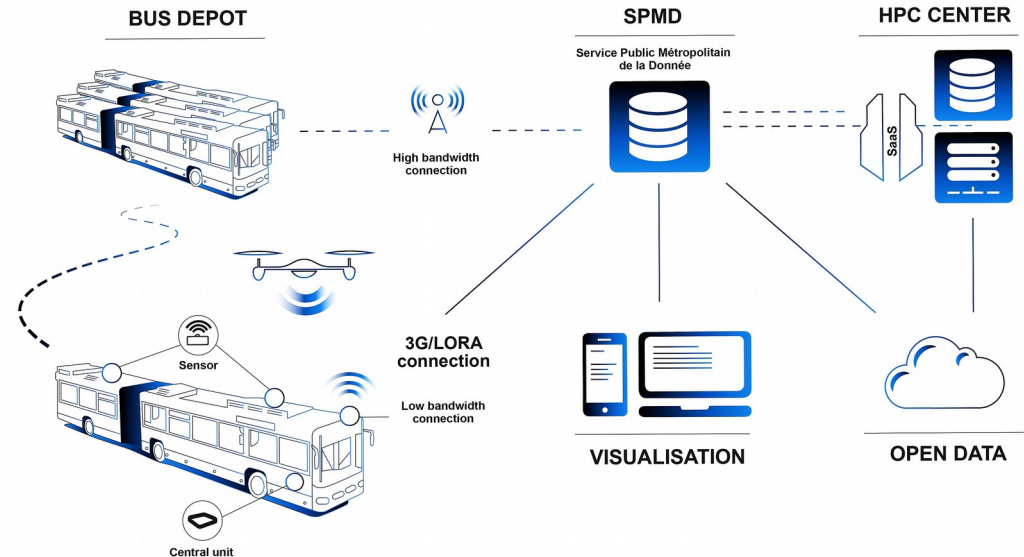 BUS DEPOT
SPMD
HPC CENTER
Service Public Métropolitain
de la Donnée
SaaS
High bandwidth
connection
3G/LORA
connection
Sensor
Low bandwidth
connection
VISUALISATION
OPEN DATA
Central unit